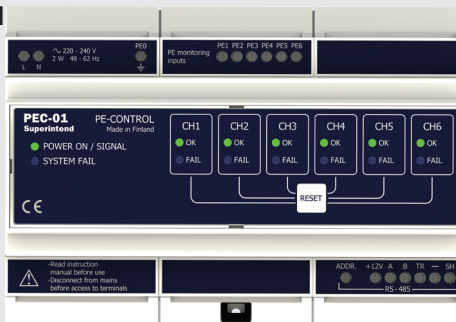 ∿ 220 - 240 V
2 W 48 - 62 Hz
L N
PE0
PE monitoring
inputs
PE1 PE2 PE3 PE4 PE5 PE6
PEC-01
Superintend
PE-CONTROL
Made in Finland
POWER ON / SIGNAL
SYSTEM FAIL
CE
CH1
OK
FAIL
CH2
OK
FAIL
CH3
OK
FAIL
CH4
OK
FAIL
CH5
OK
FAIL
CH6
OK
FAIL
RESET
-Read instruction
manual before use
-Disconnect from mains
before access to terminals
ADDR. +12V A B TR — SH
RS - 485